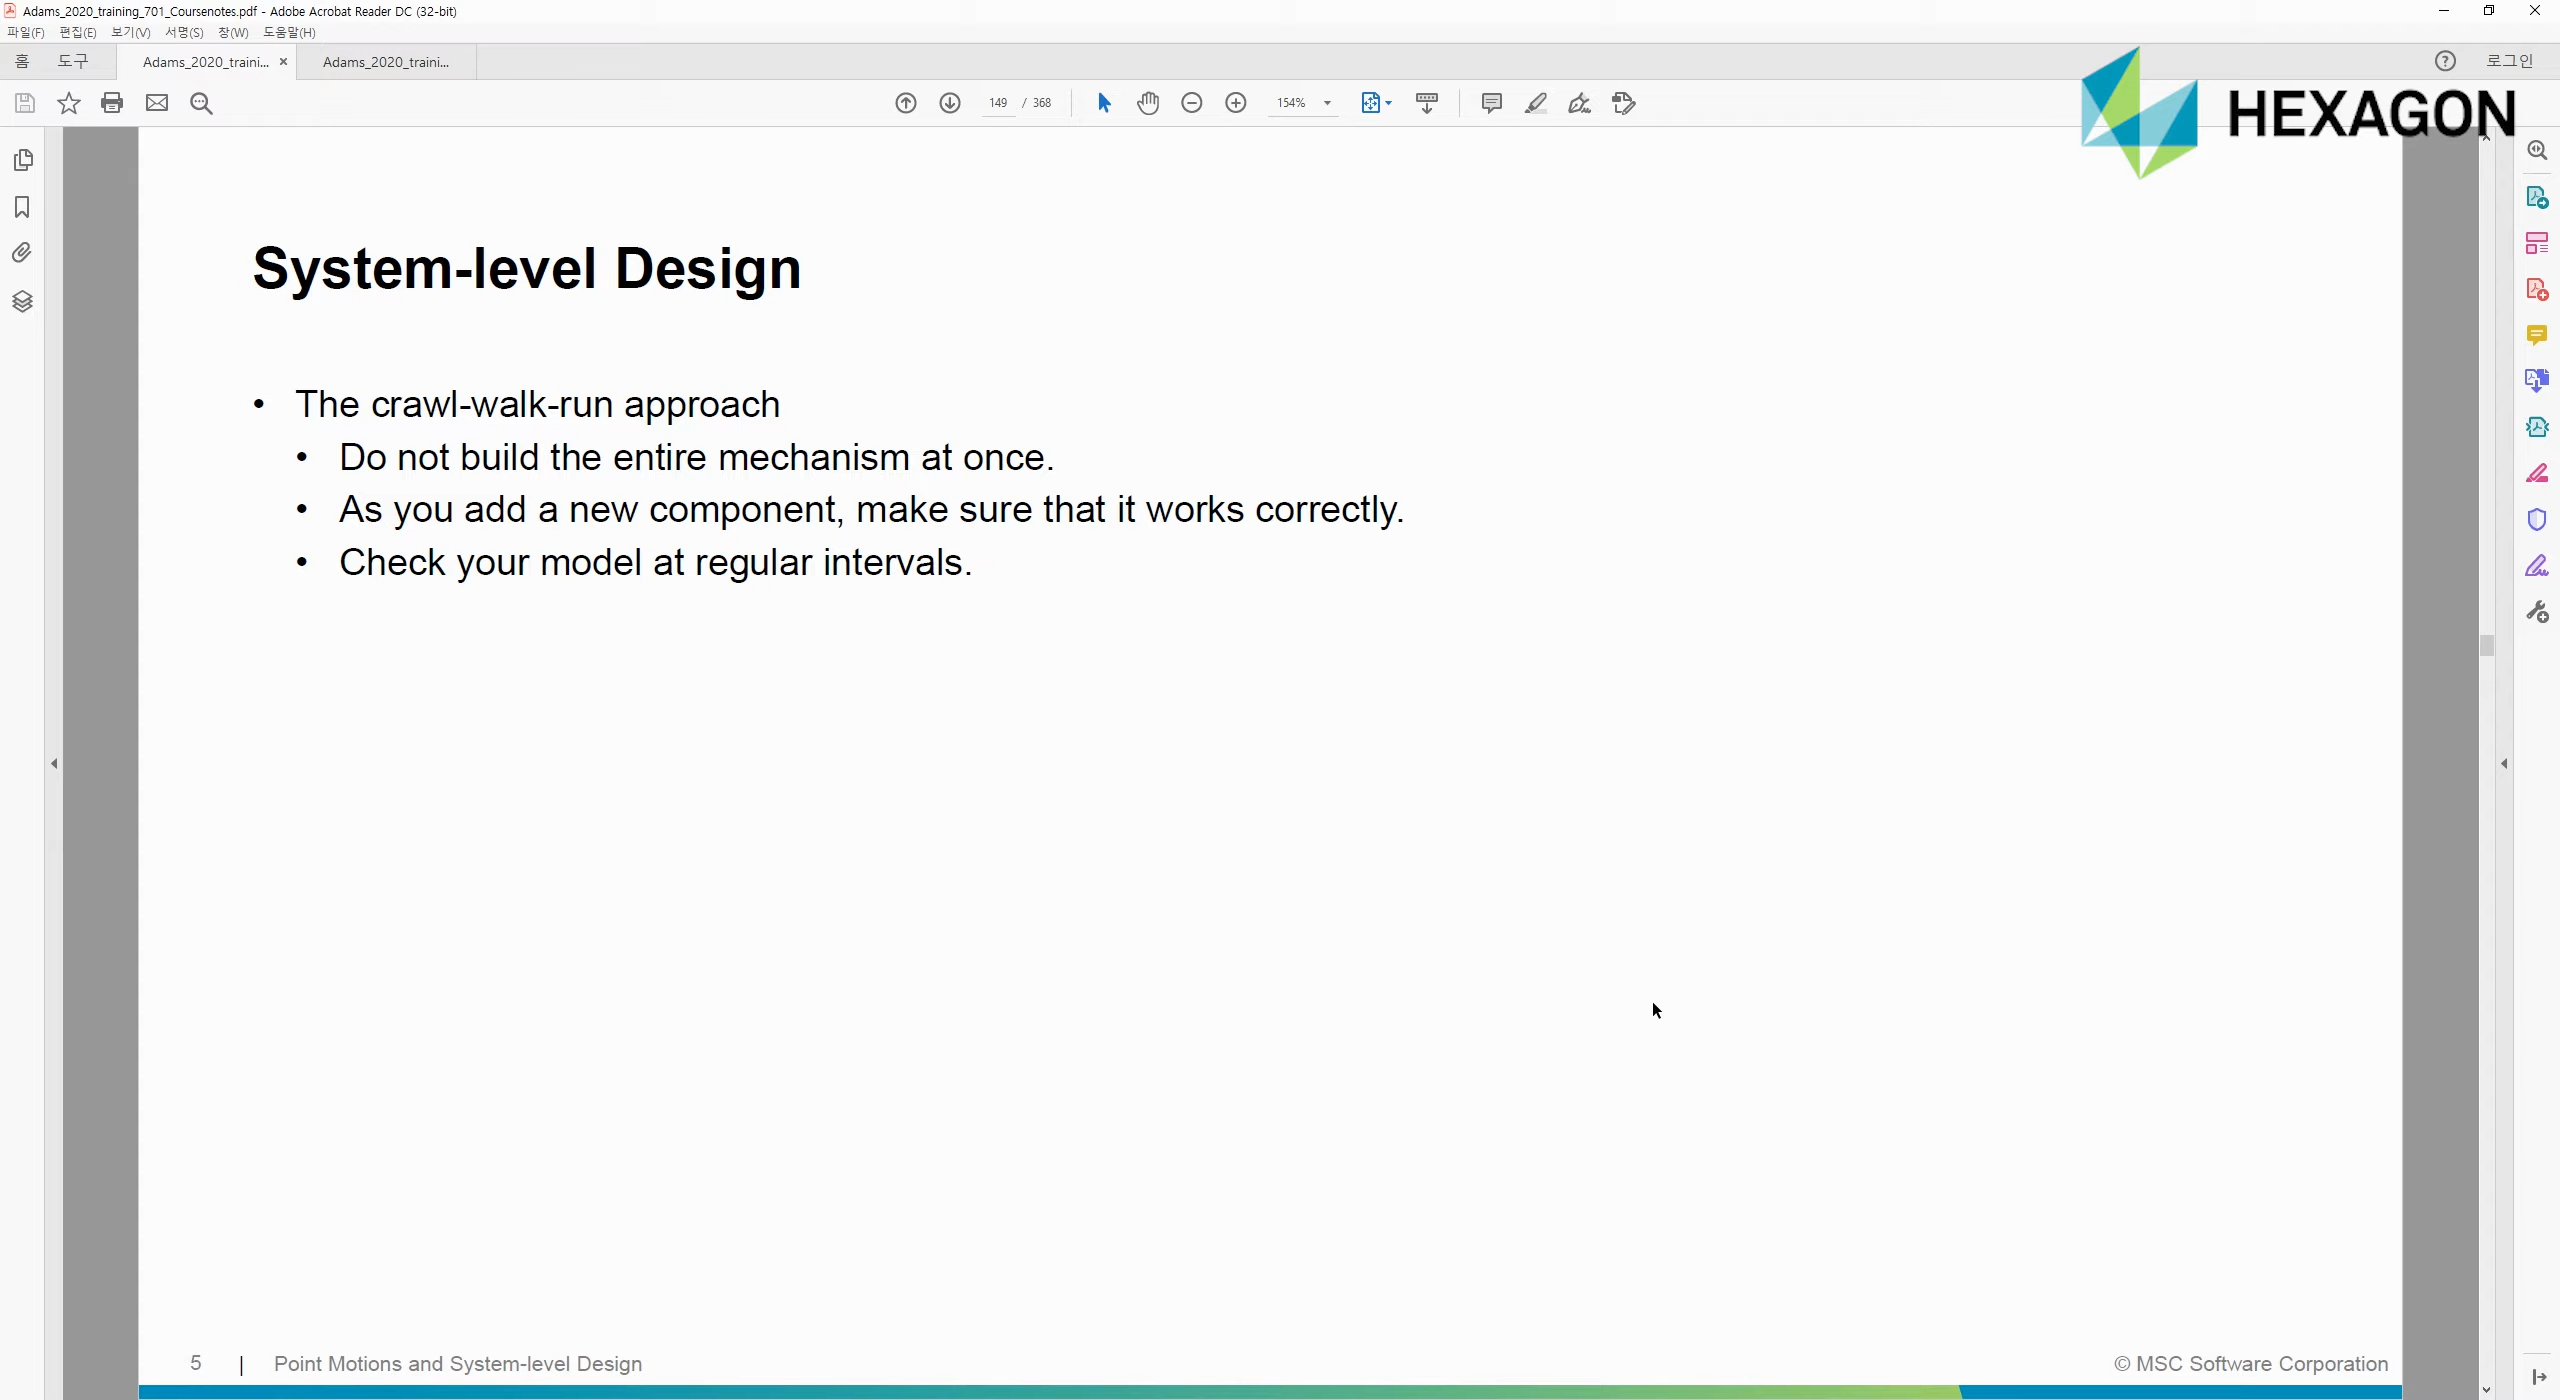 Adams_2020_training_701_Coursenotes.pdf - Adobe Acrobat Reader DC (32-bit)
파일(F) 편집(E) 보기(V) 서명(S) 창(W) 도움말(H)
홈 도구 Adams_2020_traini... × Adams_2020_traini... 로그인
149 / 368 154%
HEXAGON
System-level Design
• The crawl-walk-run approach
• Do not build the entire mechanism at once.
• As you add a new component, make sure that it works correctly.
• Check your model at regular intervals.
5 | Point Motions and System-level Design © MSC Software Corporation